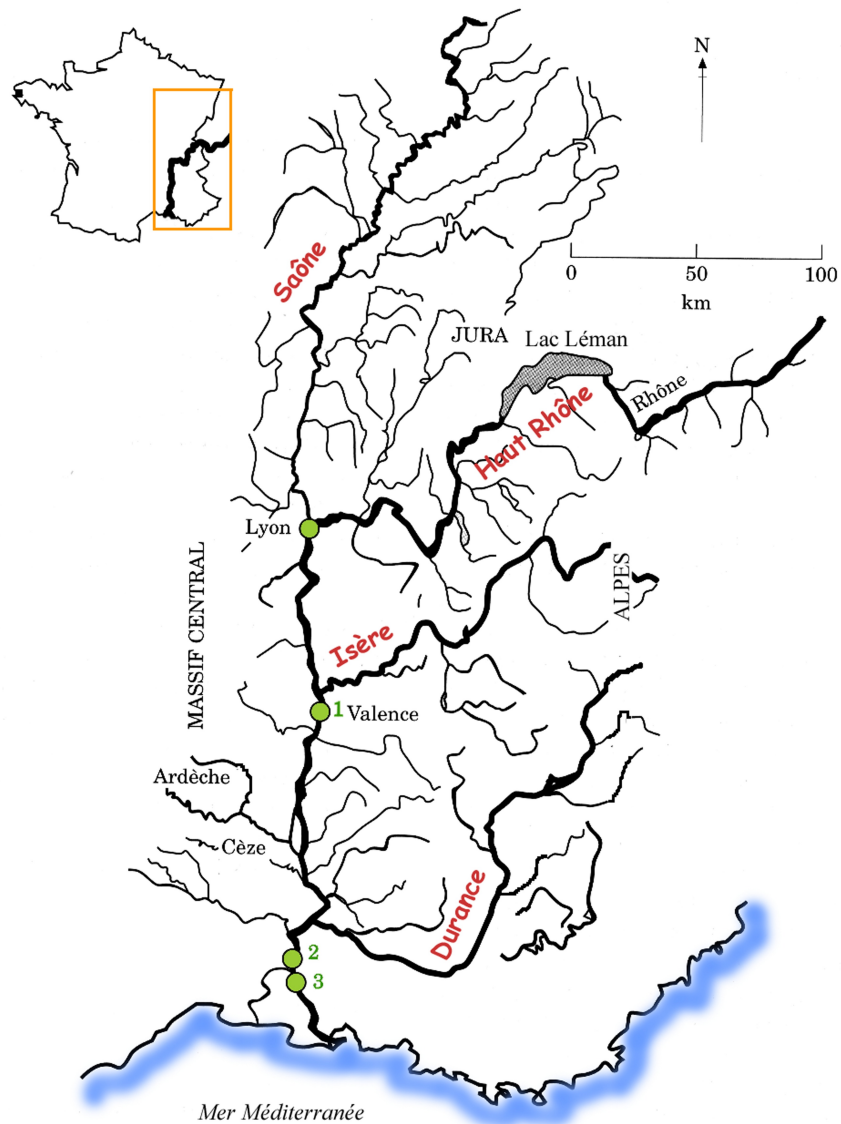 N
Saône
0 50 100
km
JURA
Lac Léman
Rhône
Haut Rhône
Lyon
MASSIF CENTRAL
ALPES
Isère
1 Valence
Ardèche
Cèze
Durance
2
3
Mer Méditerranée